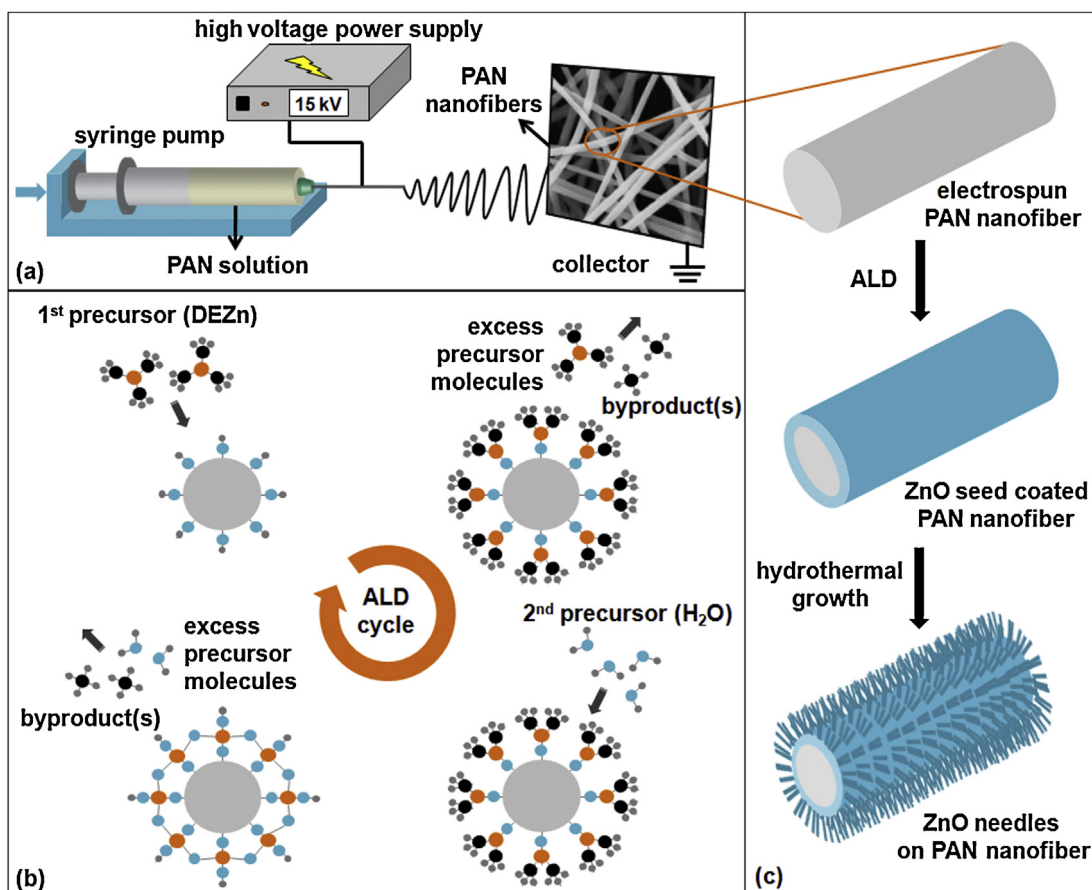 high voltage power supply
15 kV
syringe pump
PAN
nanofibers
PAN solution
collector
(a)
1st precursor (DEZn)
excess
precursor
molecules
byproduct(s)
ALD
cycle
2nd precursor (H₂O)
excess
precursor
molecules
byproduct(s)
(b)
electrospun
PAN nanofiber
ALD
ZnO seed coated
PAN nanofiber
hydrothermal
growth
ZnO needles
on PAN nanofiber
(c)